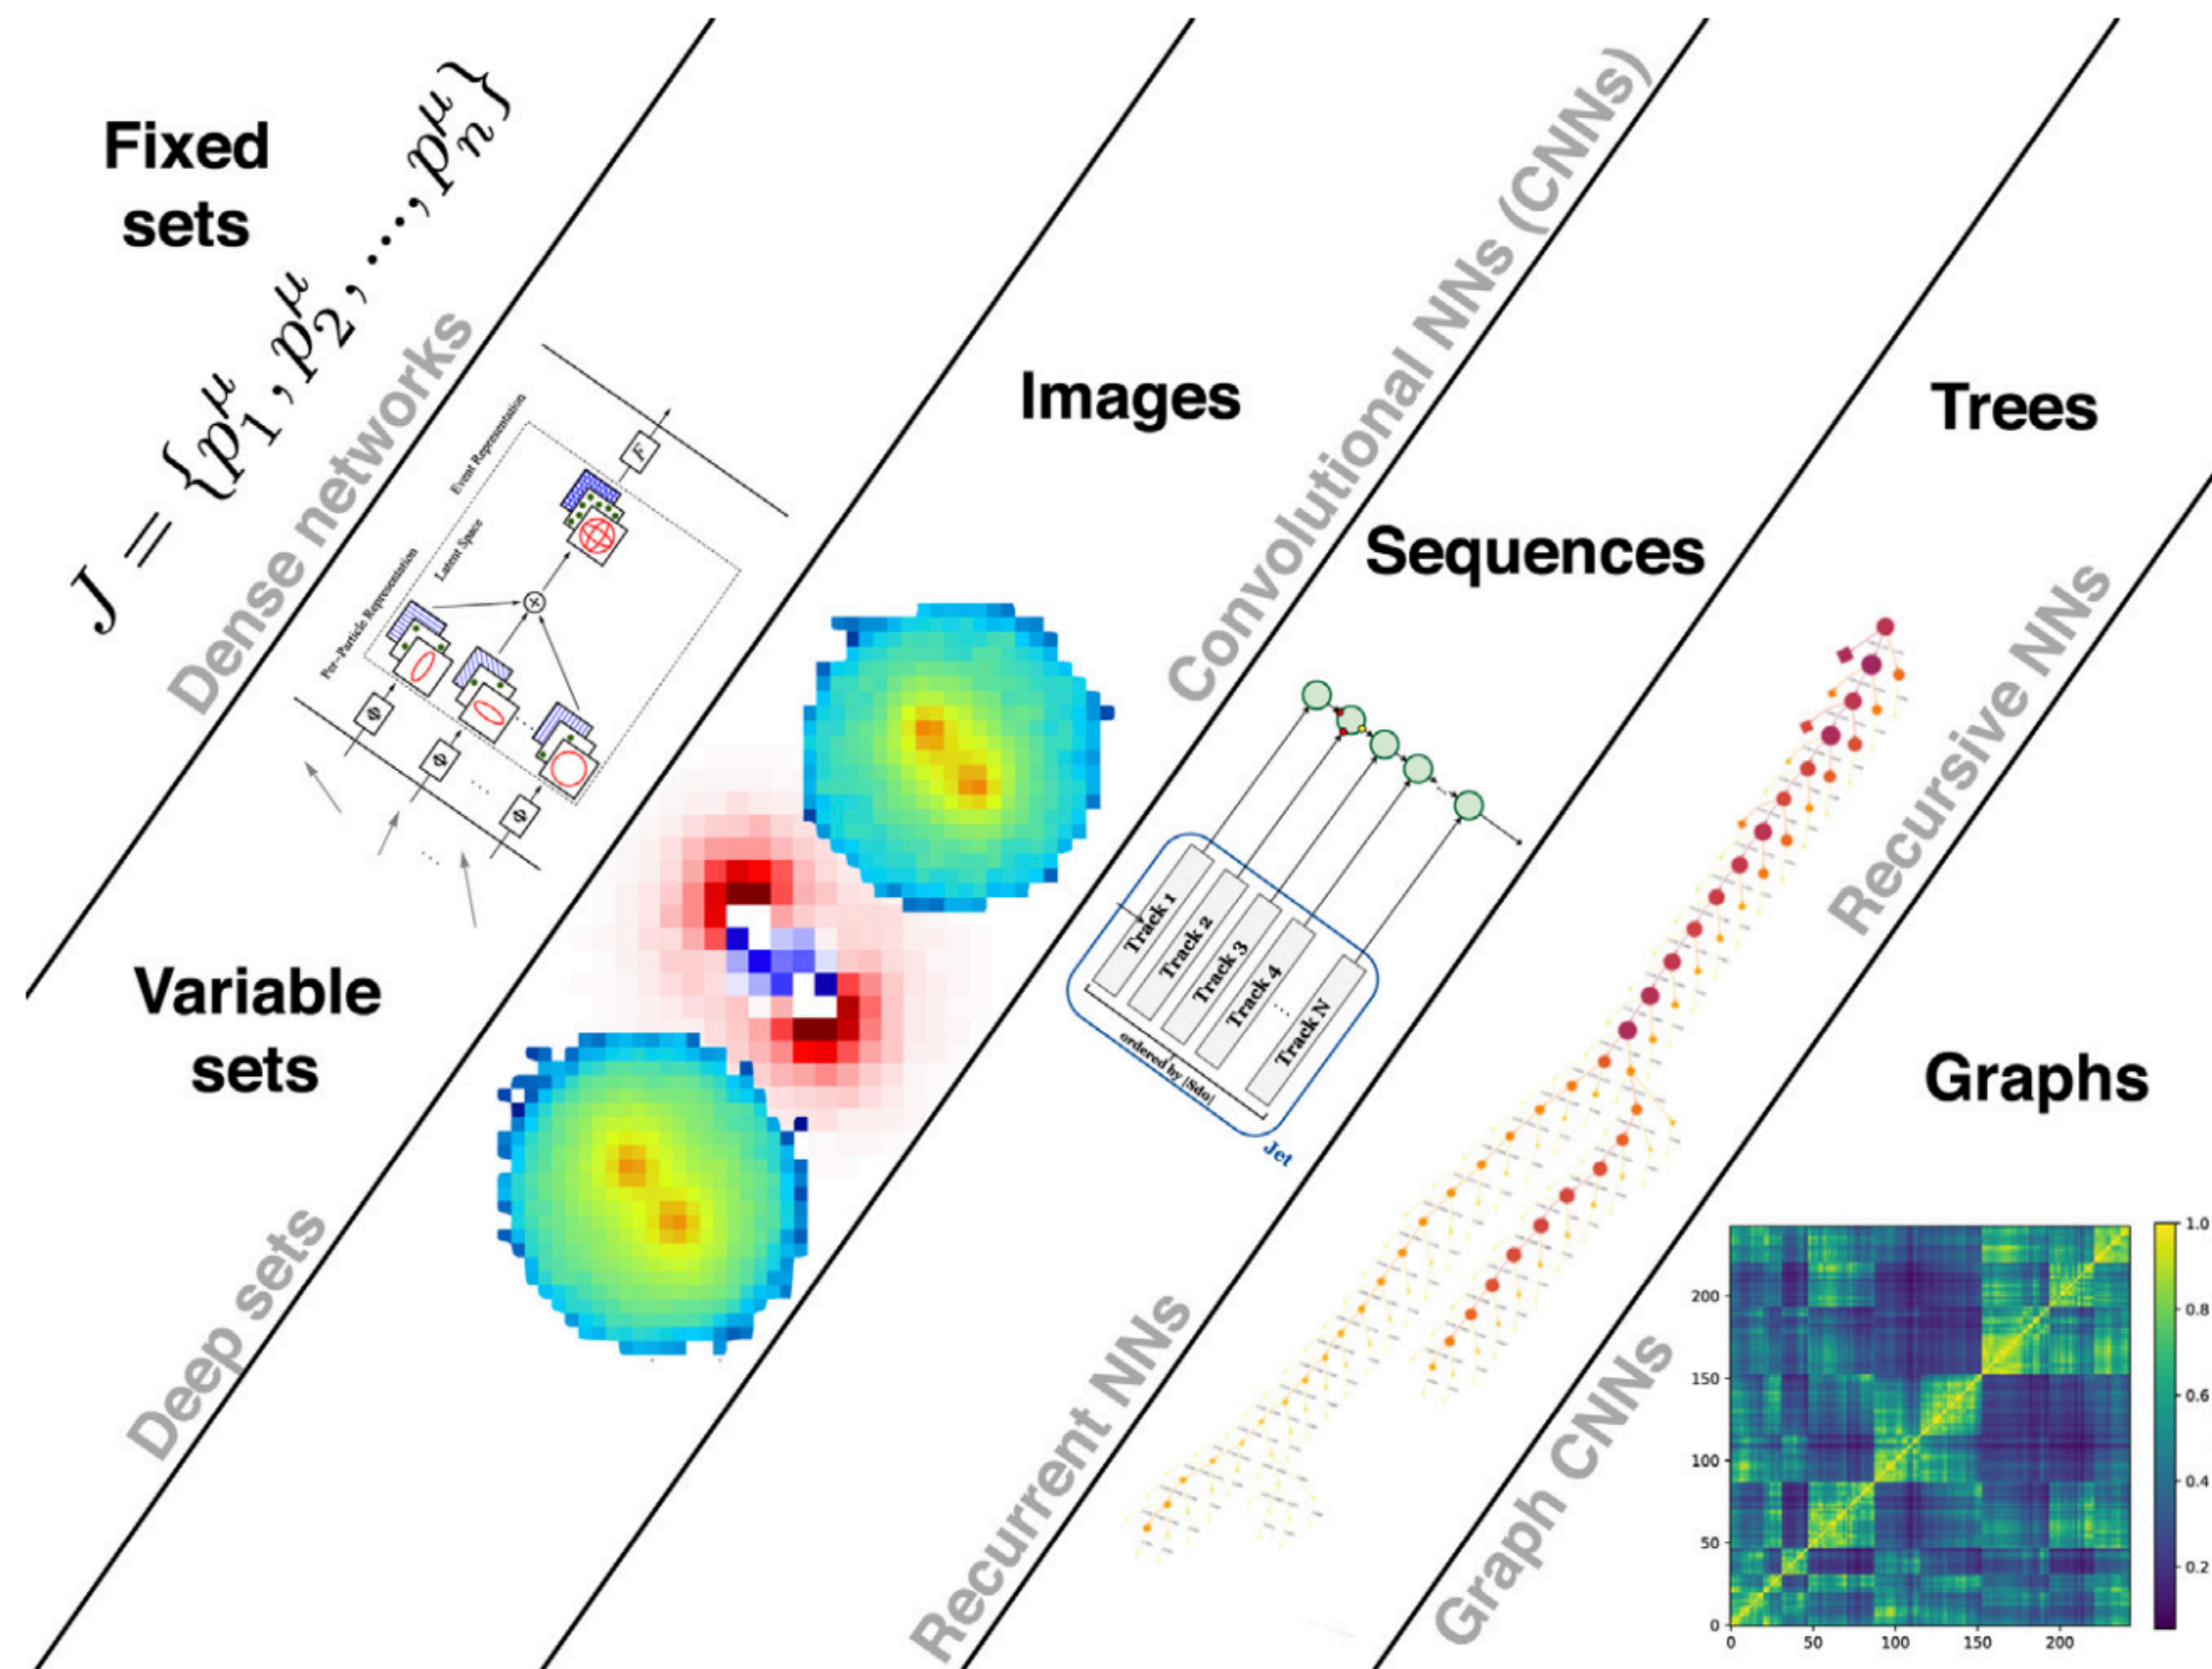 Fixed
sets
J = {p₁^μ, p₂^μ, ..., pₙ^μ}
Dense networks
Variable
sets
Per-Particle Representation
Event Representation
Latent Space
Φ
Φ
...
Φ
...
F
Deep sets
Images
Convolutional NNs (CNNs)
Sequences
Track 1
Track 2
Track 3
Track 4
...
Track N
ordered by |Sd0|
Jet
Recurrent NNs
Trees
Recursive NNs
Graphs
Graph CNNs
200
150
100
50
0
0 50 100 150 200
1.0
0.8
0.6
0.4
0.2